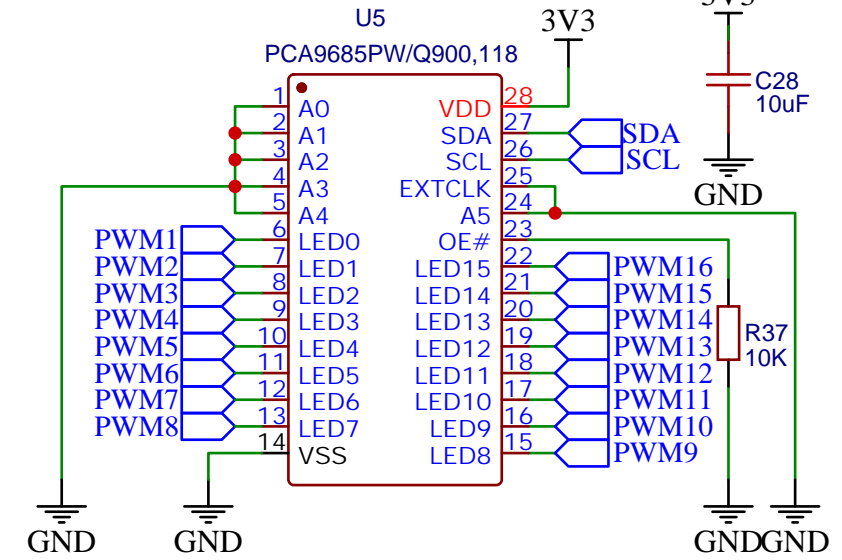 U5
PCA9685PW/Q900,118
3V3
3V3
C28
10uF
GND
1 A0
2 A1
3 A2
4 A3
5 A4
PWM1 6 LED0
PWM2 7 LED1
PWM3 8 LED2
PWM4 9 LED3
PWM5 10 LED4
PWM6 11 LED5
PWM7 12 LED6
PWM8 13 LED7
14 VSS
VDD 28
SDA 27 SDA
SCL 26 SCL
EXTCLK 25
A5 24
OE# 23
LED15 22 PWM16
LED14 21 PWM15
LED13 20 PWM14
LED12 19 PWM13
LED11 18 PWM12
LED10 17 PWM11
LED9 16 PWM10
LED8 15 PWM9
R37
10K
GND
GND
GND
GND